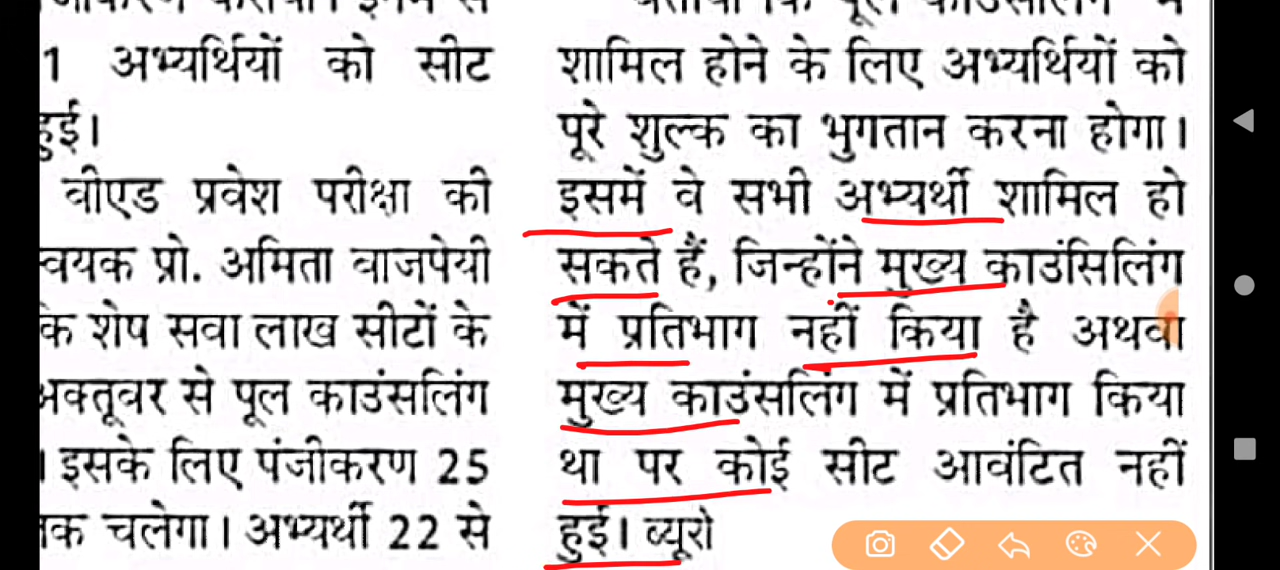 1 अभ्यर्थियों को सीट
हुई।
वीएड प्रवेश परीक्षा की
वयक प्रो. अमिता वाजपेयी
के शेष सवा लाख सीटों के
अक्तूवर से पूल काउंसलिंग
। इसके लिए पंजीकरण 25
तक चलेगा। अभ्यर्थी 22 से
शामिल होने के लिए अभ्यर्थियों को
पूरे शुल्क का भुगतान करना होगा।
इसमें वे सभी अभ्यर्थी शामिल हो
सकते हैं, जिन्होंने मुख्य काउंसिलिंग
में प्रतिभाग नहीं किया है अथवा
मुख्य काउंसलिंग में प्रतिभाग किया
था पर कोई सीट आवंटित नहीं
हुई। व्यूरो